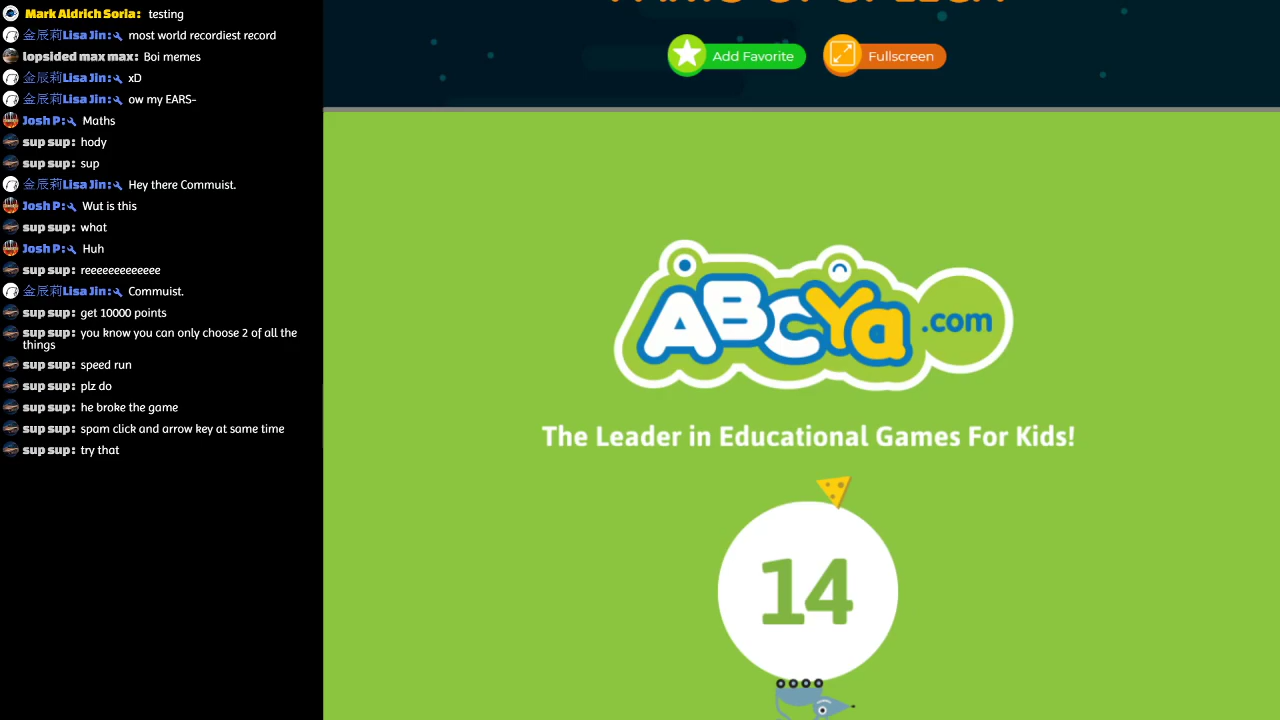 Mark Aldrich Soria: testing
金辰莉Lisa Jin: most world recordiest record
lopsided max max: Boi memes
金辰莉Lisa Jin: xD
金辰莉Lisa Jin: ow my EARS-
Josh P: Maths
sup sup: hody
sup sup: sup
金辰莉Lisa Jin: Hey there Commuist.
Josh P: Wut is this
sup sup: what
Josh P: Huh
sup sup: reeeeeeeeeeeee
金辰莉Lisa Jin: Commuist.
sup sup: get 10000 points
sup sup: you know you can only choose 2 of all the
things
sup sup: speed run
sup sup: plz do
sup sup: he broke the game
sup sup: spam click and arrow key at same time
sup sup: try that
Add Favorite
Fullscreen
ABCYa.com
The Leader in Educational Games For Kids!
14